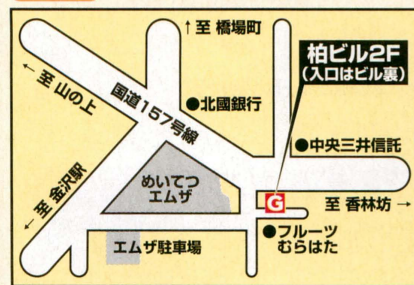 ↑至 橋場町
柏ビル2F
(入口はビル裏)
← 至 山の上
国道157号線
●北國銀行
●中央三井信託
めいてつ
エムザ
G
至 香林坊 →
← 至 金沢駅
●フルーツ
むらはた
エムザ駐車場